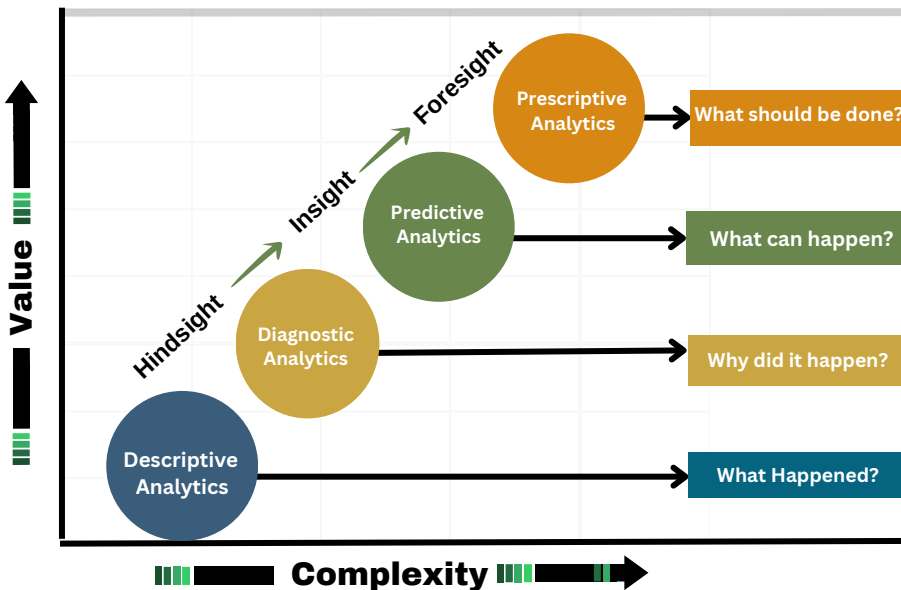 Foresight
Prescriptive
Analytics
What should be done?
Insight
Predictive
Analytics
What can happen?
Value
Hindsight
Diagnostic
Analytics
Why did it happen?
Descriptive
Analytics
What Happened?
Complexity